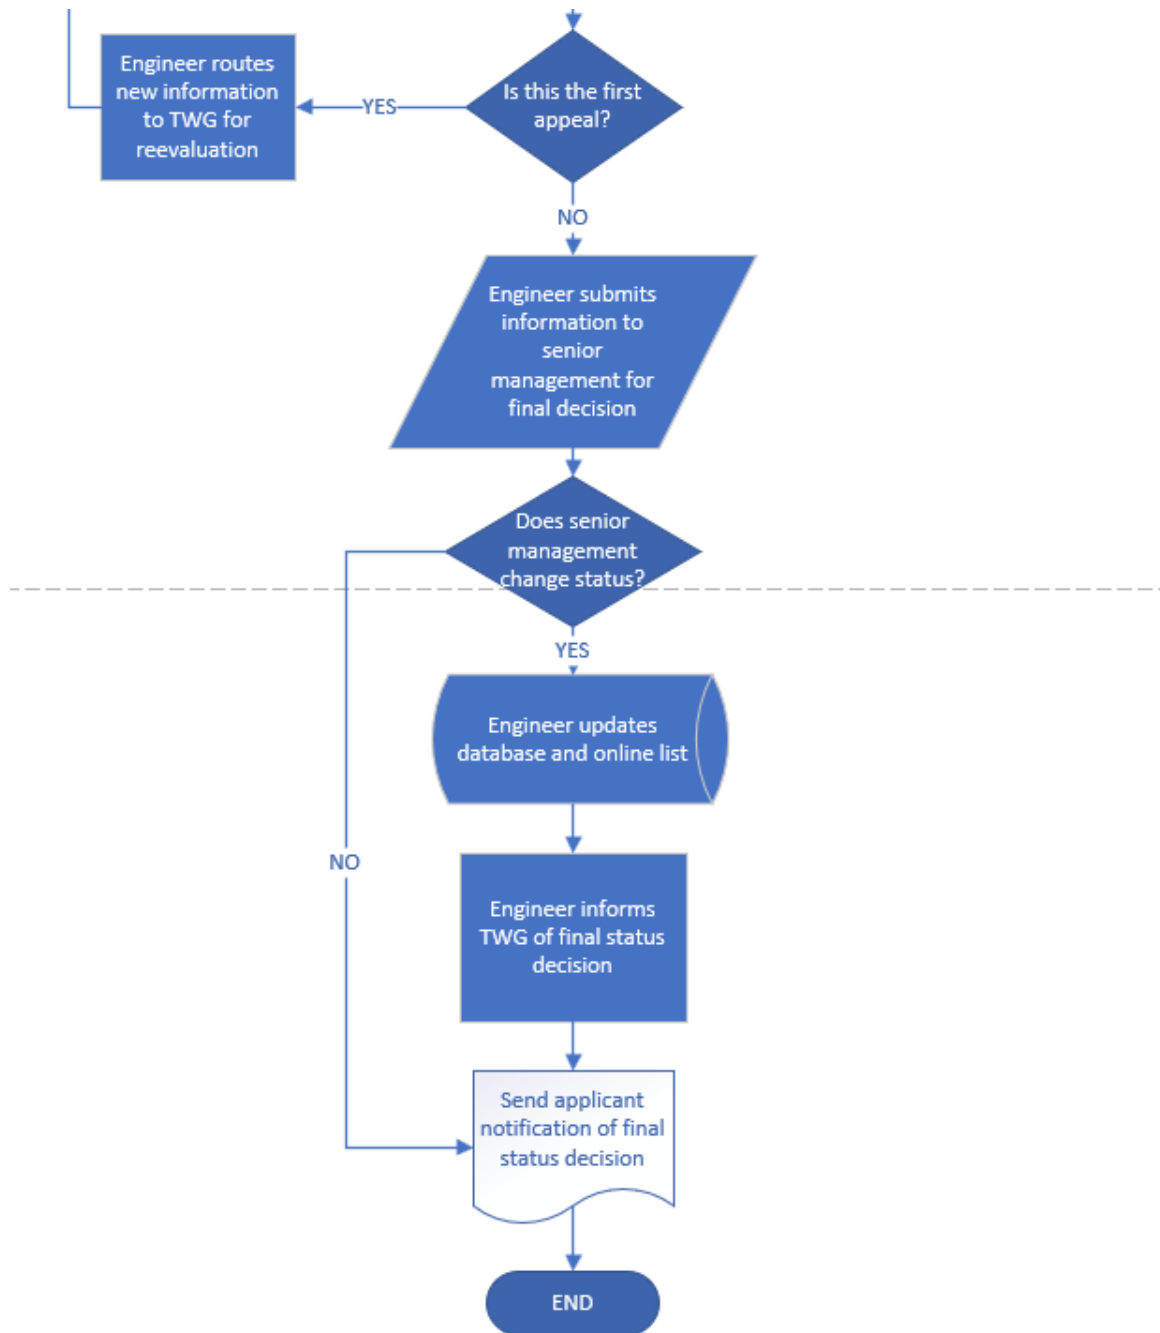 Engineer routes
new information
to TWG for
reevaluation
YES
Is this the first
appeal?
NO
Engineer submits
information to
senior
management for
final decision
Does senior
management
change status?
YES
Engineer updates
database and online list
NO
Engineer informs
TWG of final status
decision
Send applicant
notification of final
status decision
END